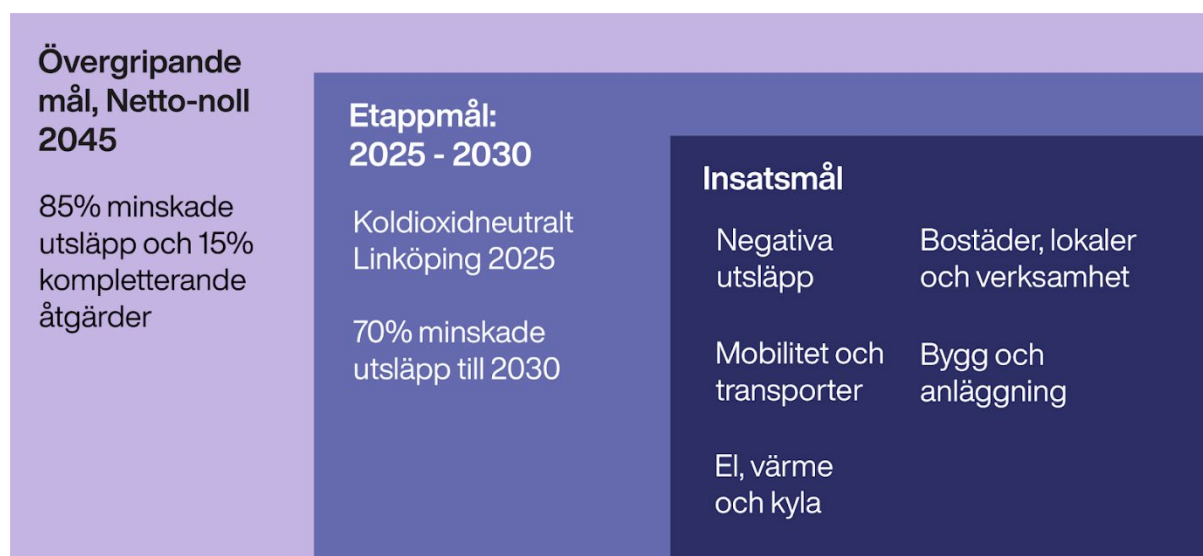 Övergripande
mål, Netto-noll
2045
85% minskade
utsläpp och 15%
kompletterande
åtgärder
Etappmål:
2025 - 2030
Koldioxidneutralt
Linköping 2025
70% minskade
utsläpp till 2030
Insatsmål
Negativa
utsläpp
Bostäder, lokaler
och verksamhet
Mobilitet och
transporter
Bygg och
anläggning
El, värme
och kyla